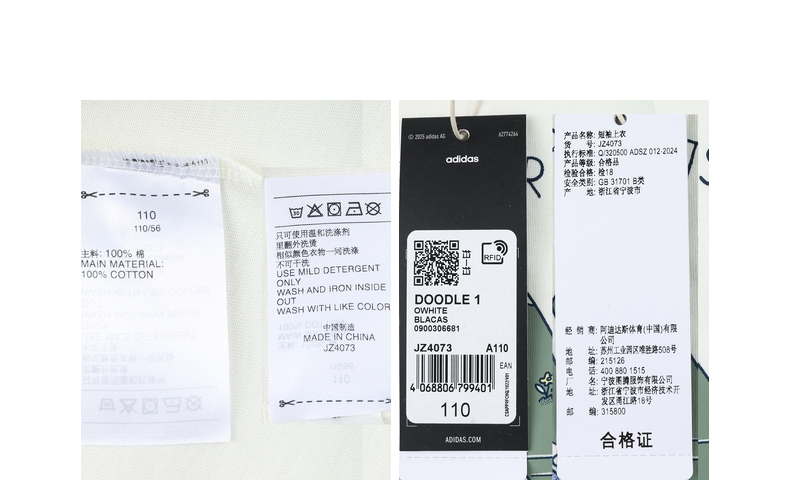 110
110/56
主料: 100% 棉
MAIN MATERIAL:
100% COTTON
只可使用温和洗涤剂
里翻外洗烫
相似颜色衣物一同洗涤
不可干洗
USE MILD DETERGENT
ONLY
WASH AND IRON INSIDE
OUT
WASH WITH LIKE COLOR
中国制造
MADE IN CHINA
JZ4073
© 2025 adidas AG
62774264
adidas
RFID
DOODLE 1
OWHITE
BLACAS
0900306681
JZ4073 A110
EAN
4 068806 799401
110
ADIDAS.COM
产品名称: 短袖上衣
货 号: JZ4073
执行标准: Q/320500 ADSZ 012-2024
产品等级: 合格品
检验合格: 检18
安全类别: GB 31701 B类
产 地: 浙江省宁波市
经 销 商: 阿迪达斯体育(中国)有限
公司
地 址: 苏州工业园区唯胜路508号
邮 编: 215126
电 话: 400 880 1515
厂 名: 宁波图腾服饰有限公司
地 址: 浙江省宁波市经济技术开
发区甬江路18号
邮 编: 315800
合格证